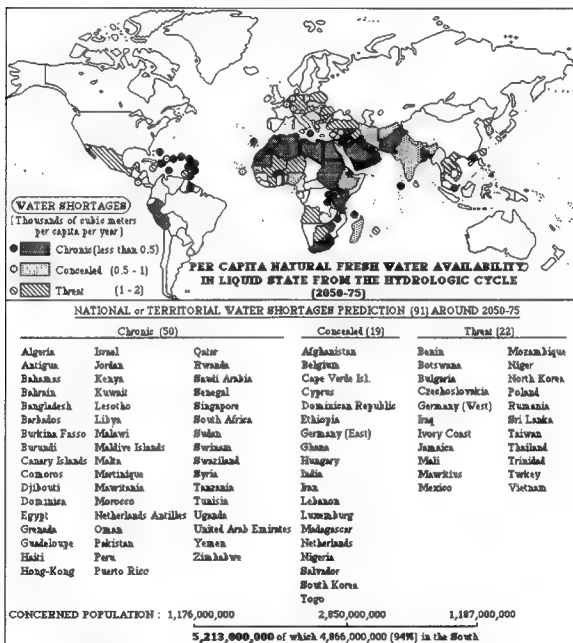 WATER SHORTAGES
(Thousands of cubic meters
per capita per year)
Chronic (less than 0.5)
Concealed (0.5 - 1)
Threat (1 - 2)
PER CAPITA NATURAL FRESH WATER AVAILABILITY
IN LIQUID STATE FROM THE HYDROLOGIC CYCLE
(2050-75)
NATIONAL or TERRITORIAL WATER SHORTAGES PREDICTION (91) AROUND 2050-75
Chronic (50) Concealed (19) Threat (22)
Algeria Israel Qatar Afghanistan Benin Mozambique
Antigua Jordan Rwanda Belgium Botswana Niger
Bahamas Kenya Saudi Arabia Cape Verde Isl. Bulgaria North Korea
Bahrain Kuwait Senegal Cyprus Czechoslovakia Poland
Bangladesh Lesotho Singapore Dominican Republic Germany (West) Rumania
Barbados Libya South Africa Ethiopia Iraq Sri Lanka
Burkina Fasso Malawi Sudan Germany (East) Ivory Coast Taiwan
Burundi Maldive Islands Surinam Ghana Jamaica Thailand
Canary Islands Malta Swaziland Hungary Mali Trinidad
Comoros Martinique Syria India Mauritius Turkey
Djibouti Mauritania Tanzania Iran Mexico Vietnam
Dominica Morocco Tunisia Lebanon
Egypt Netherlands Antilles Uganda Luxemburg
Grenada Oman United Arab Emirates Madagascar
Guadeloupe Pakistan Yemen Netherlands
Haiti Peru Zimbabwe Nigeria
Hong-Kong Puerto Rico Salvador
South Korea
Togo
CONCERNED POPULATION : 1,176,000,000 2,850,000,000 1,187,000,000
5,213,000,000 of which 4,866,000,000 (94%) in the South